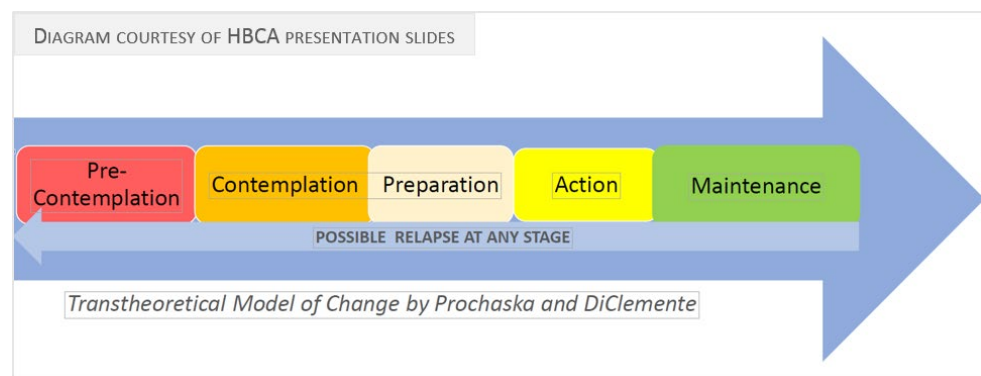 DIAGRAM COURTESY OF HBCA PRESENTATION SLIDES
Pre-
Contemplation
Contemplation
Preparation
Action
Maintenance
POSSIBLE RELAPSE AT ANY STAGE
Transtheoretical Model of Change by Prochaska and DiClemente